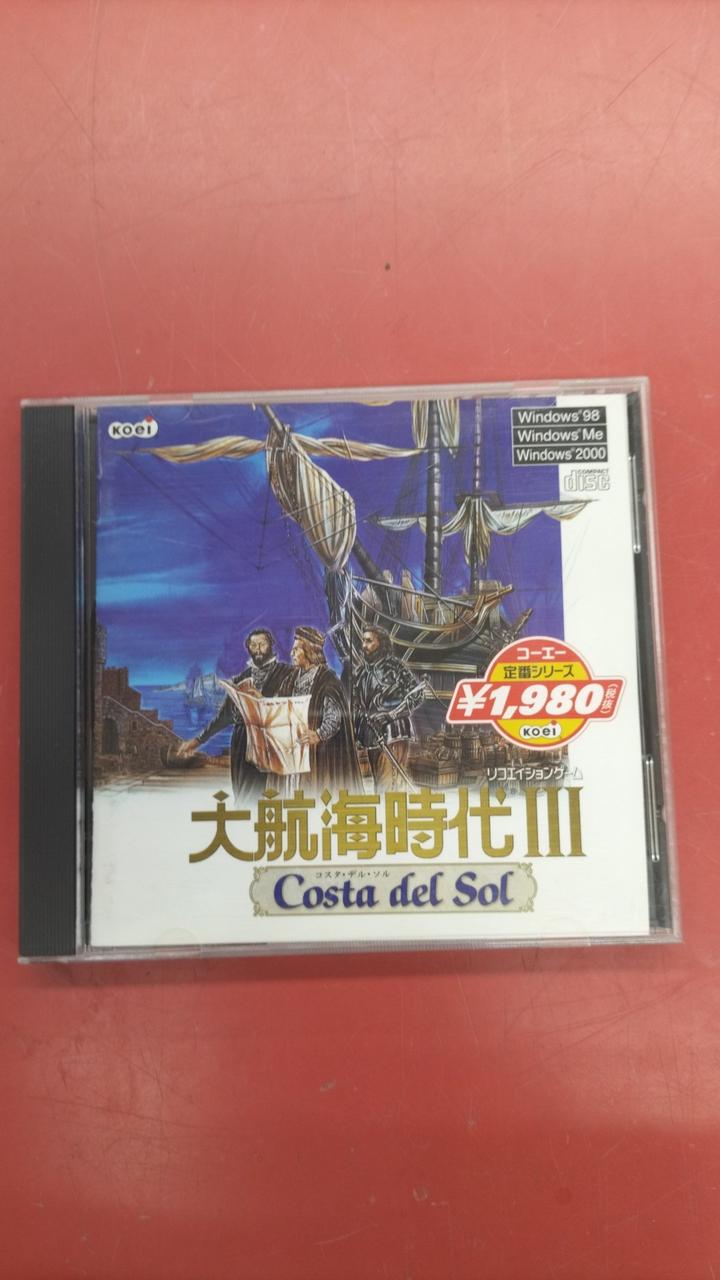 KOEI
Windows®98
Windows®Me
Windows®2000
COMPACT
disc
コーエー
定番シリーズ
¥1,980(税抜)
KOEI
リコエイションゲーム
大航海時代III
コスタ・デル・ソル
Costa del Sol